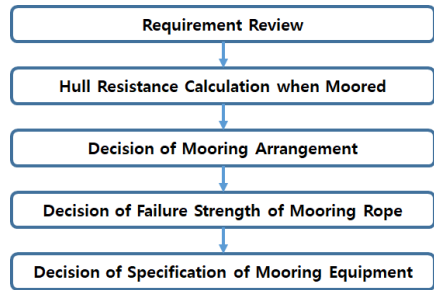 Requirement Review
Hull Resistance Calculation when Moored
Decision of Mooring Arrangement
Decision of Failure Strength of Mooring Rope
Decision of Specification of Mooring Equipment